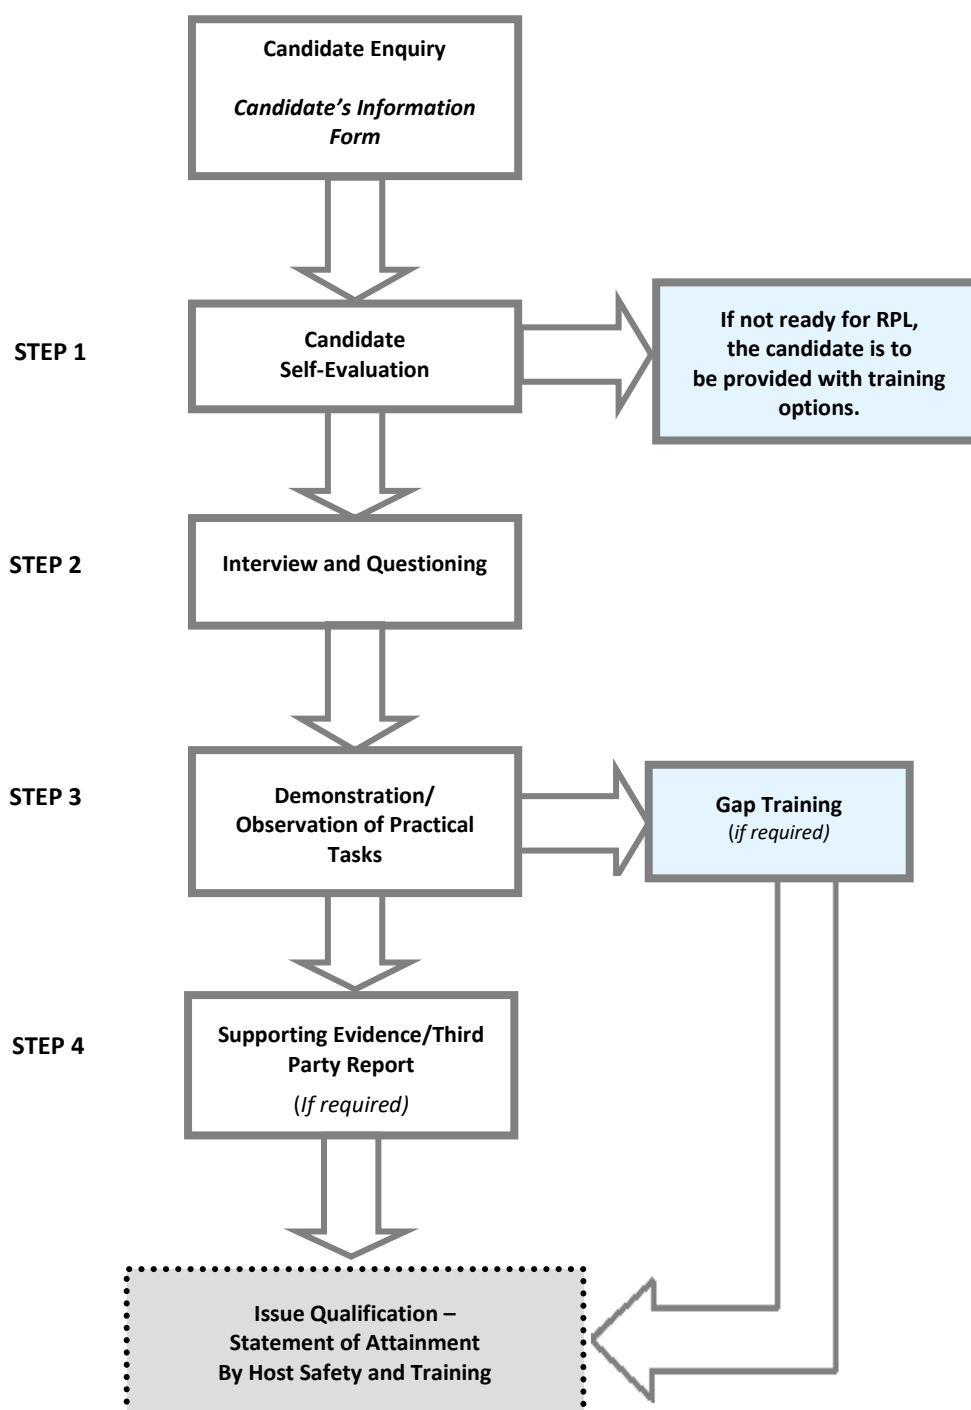 Candidate Enquiry
Candidate's Information
Form
STEP 1
Candidate
Self-Evaluation
If not ready for RPL,
the candidate is to
be provided with training
options.
STEP 2
Interview and Questioning
STEP 3
Demonstration/
Observation of Practical
Tasks
Gap Training
(if required)
STEP 4
Supporting Evidence/Third
Party Report
(If required)
Issue Qualification –
Statement of Attainment
By Host Safety and Training